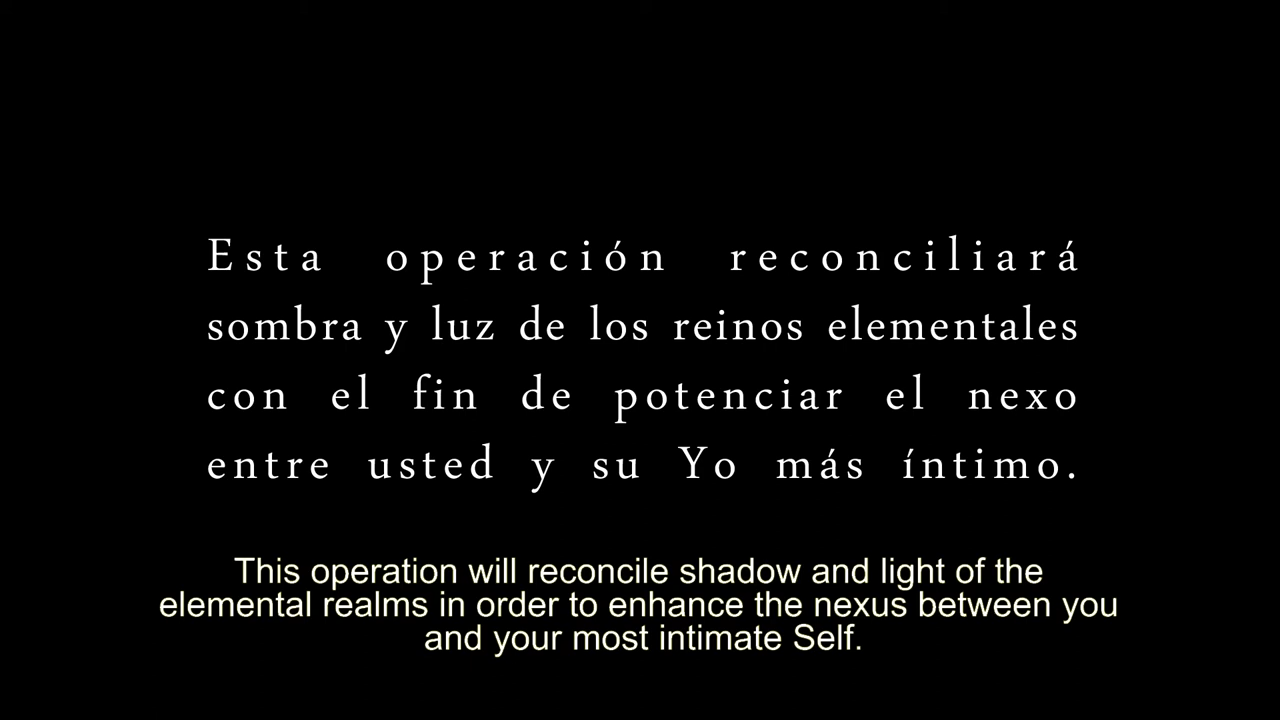 Esta operación reconciliará
sombra y luz de los reinos elementales
con el fin de potenciar el nexo
entre usted y su Yo más íntimo.
This operation will reconcile shadow and light of the
elemental realms in order to enhance the nexus between you
and your most intimate Self.